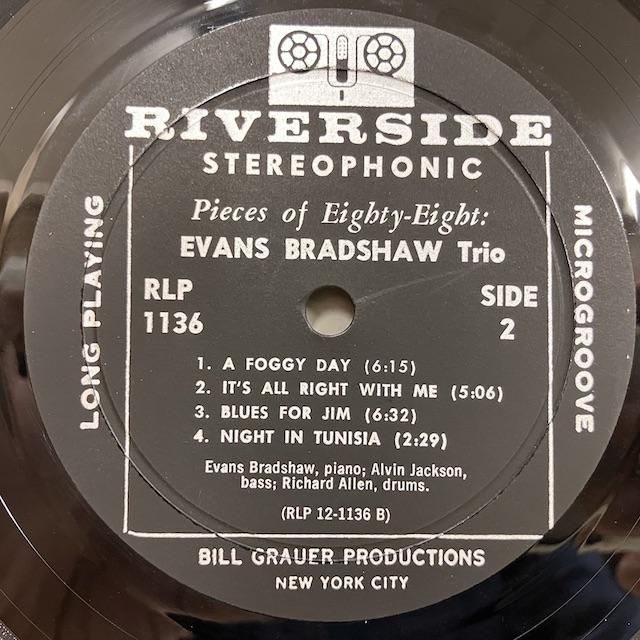 RIVERSIDE
STEREOPHONIC
Pieces of Eighty-Eight:
EVANS BRADSHAW Trio
RLP
1136
SIDE
2
LONG PLAYING
MICROGROOVE
1. A FOGGY DAY (6:15)
2. IT'S ALL RIGHT WITH ME (5:06)
3. BLUES FOR JIM (6:32)
4. NIGHT IN TUNISIA (2:29)
Evans Bradshaw, piano; Alvin Jackson,
bass; Richard Allen, drums.
(RLP 12-1136 B)
BILL GRAUER PRODUCTIONS
NEW YORK CITY